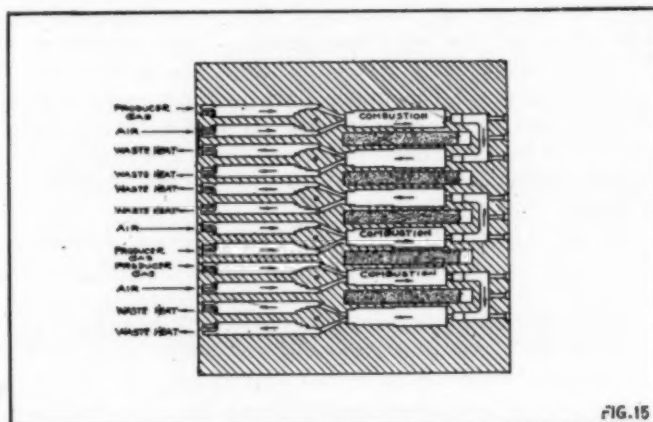 PRODUCER
GAS
AIR
WASTE HEAT
WASTE HEAT
WASTE HEAT
WASTE HEAT
AIR
PRODUCER
GAS
PRODUCER
GAS
AIR
WASTE HEAT
WASTE HEAT
COMBUSTION
COMBUSTION
COMBUSTION
FIG.15